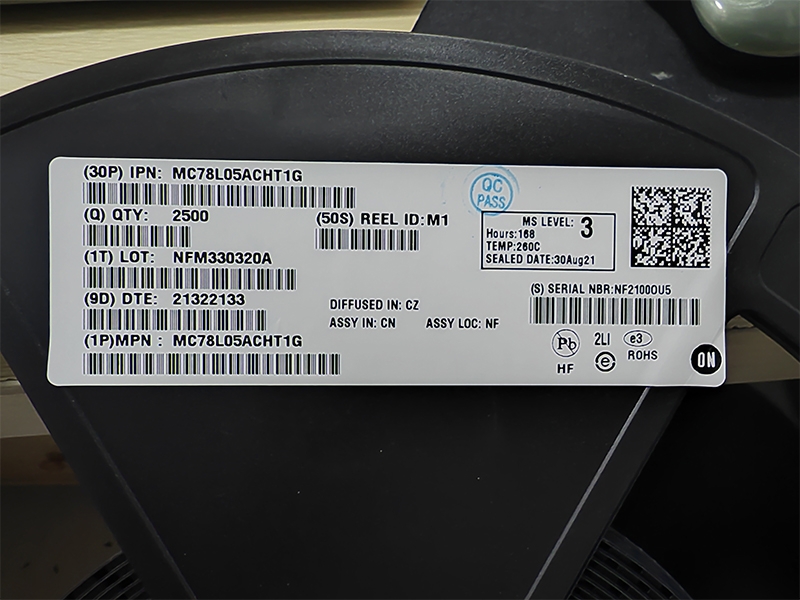 (30P) IPN: MC78L05ACHT1G
QC
PASS
(Q) QTY: 2500
(50S) REEL ID:M1
MS LEVEL: 3
Hours:168
TEMP:260C
SEALED DATE:30Aug21
(1T) LOT: NFM330320A
(9D) DTE: 21322133
(S) SERIAL NBR:NF2100OU5
DIFFUSED IN: CZ
ASSY IN: CN ASSY LOC: NF
(1P)MPN : MC78L05ACHT1G
Pb 2LI e3
HF e ROHS
ON